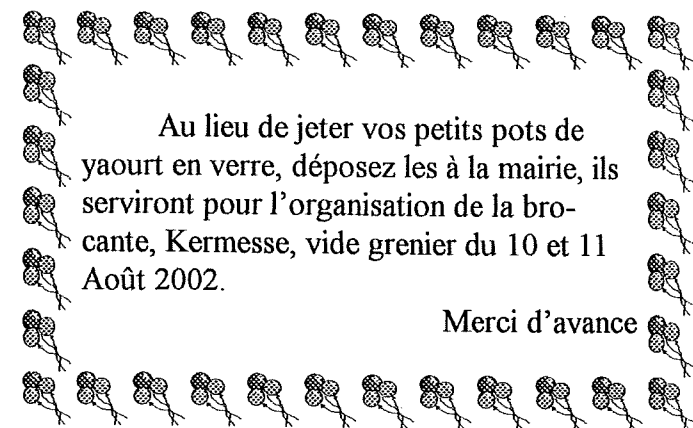 Au lieu de jeter vos petits pots de
yaourt en verre, déposez les à la mairie, ils
serviront pour l'organisation de la bro-
cante, Kermesse, vide grenier du 10 et 11
Août 2002.
Merci d'avance